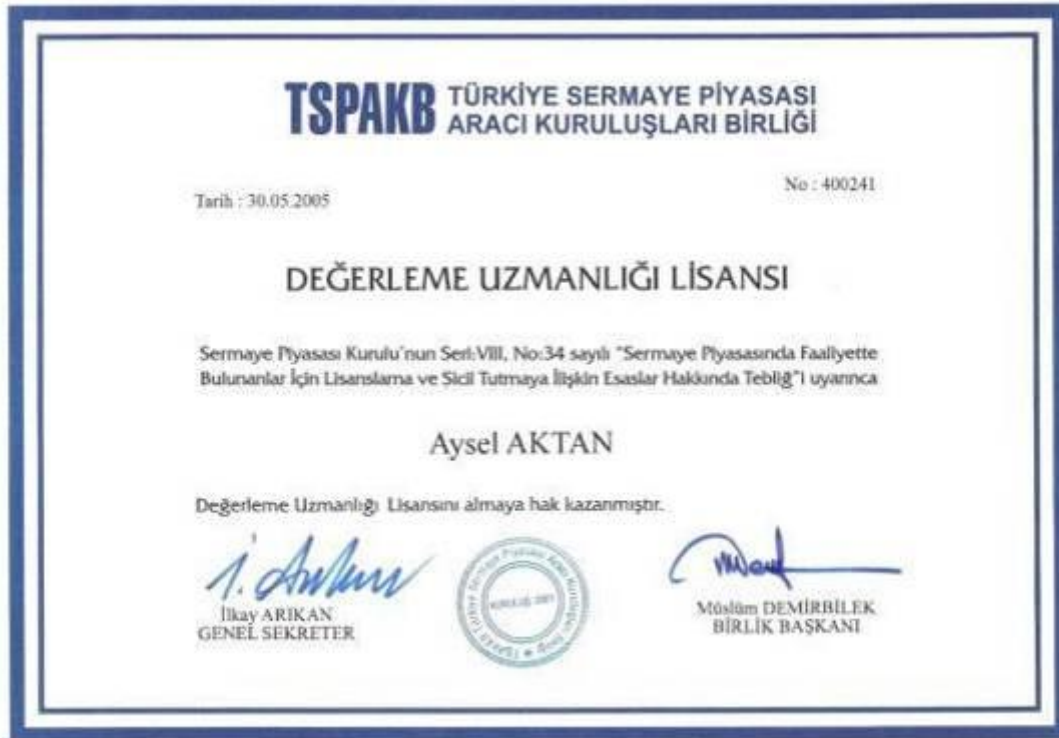 TSPAKB TÜRKİYE SERMAYE PİYASASI
ARACI KURULUŞLARI BİRLİĞİ
No : 400241
Tarih : 30.05.2005
DEĞERLEME UZMANLIĞI LİSANSI
Sermaye Piyasası Kurulu'nun Seri:VIII, No:34 sayılı "Sermaye Piyasasında Faaliyette
Bulunanlar İçin Lisanslama ve Sicil Tutmaya İlişkin Esaslar Hakkında Tebliğ"i uyarınca
Aysel AKTAN
Değerleme Uzmanlığı Lisansını almaya hak kazanmıştır.
İlkay ARIKAN
GENEL SEKRETER
Müslüm DEMİRBİLEK
BİRLİK BAŞKANI